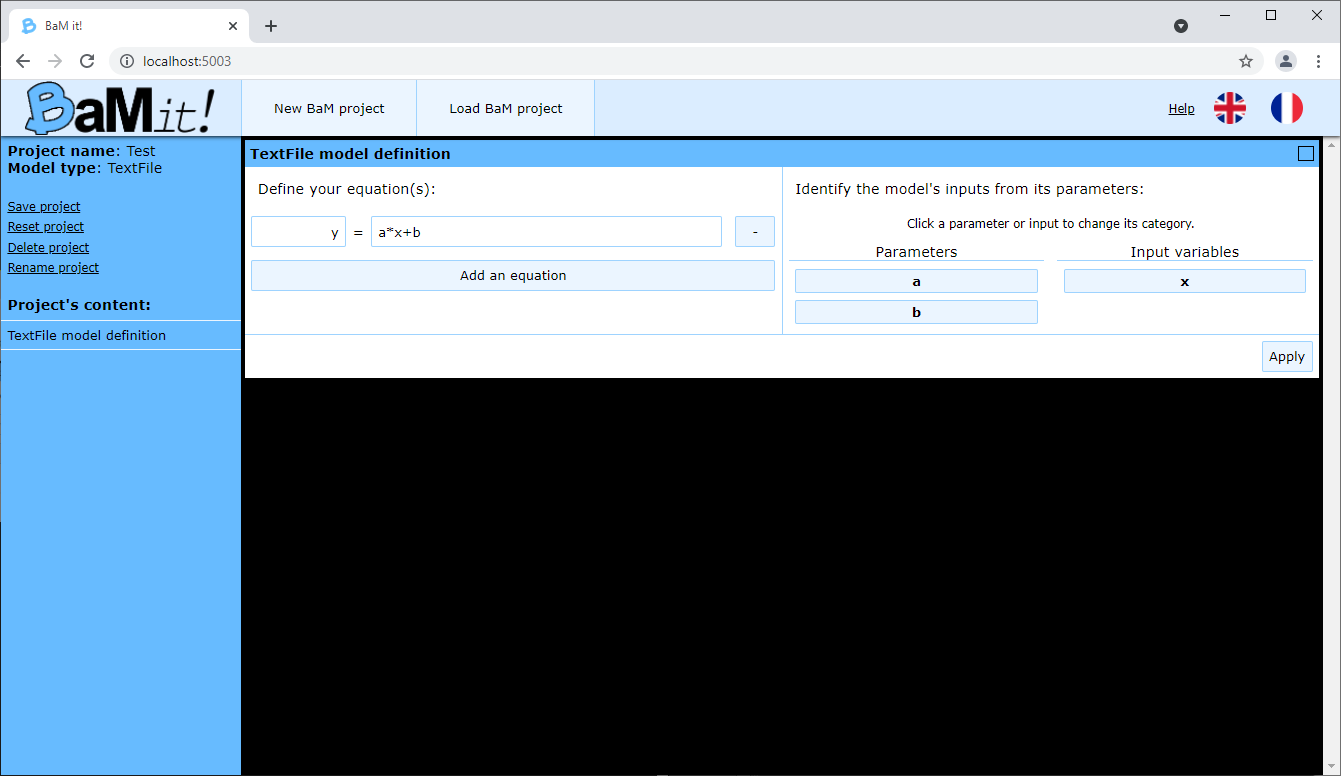 BaM it!
localhost:5003
BaM it!
New BaM project
Load BaM project
Help
Project name: Test
Model type: TextFile
Save project
Reset project
Delete project
Rename project
Project's content:
TextFile model definition
TextFile model definition
Define your equation(s):
y = a*x+b -
Add an equation
Identify the model's inputs from its parameters:
Click a parameter or input to change its category.
Parameters
a
b
Input variables
x
Apply